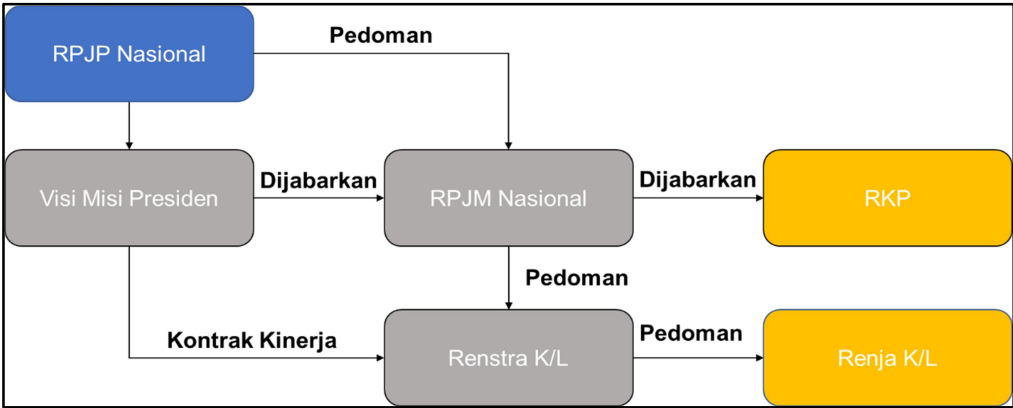 RPJP Nasional
Pedoman
Visi Misi Presiden
Dijabarkan
RPJM Nasional
Dijabarkan
RKP
Pedoman
Kontrak Kinerja
Renstra K/L
Pedoman
Renja K/L